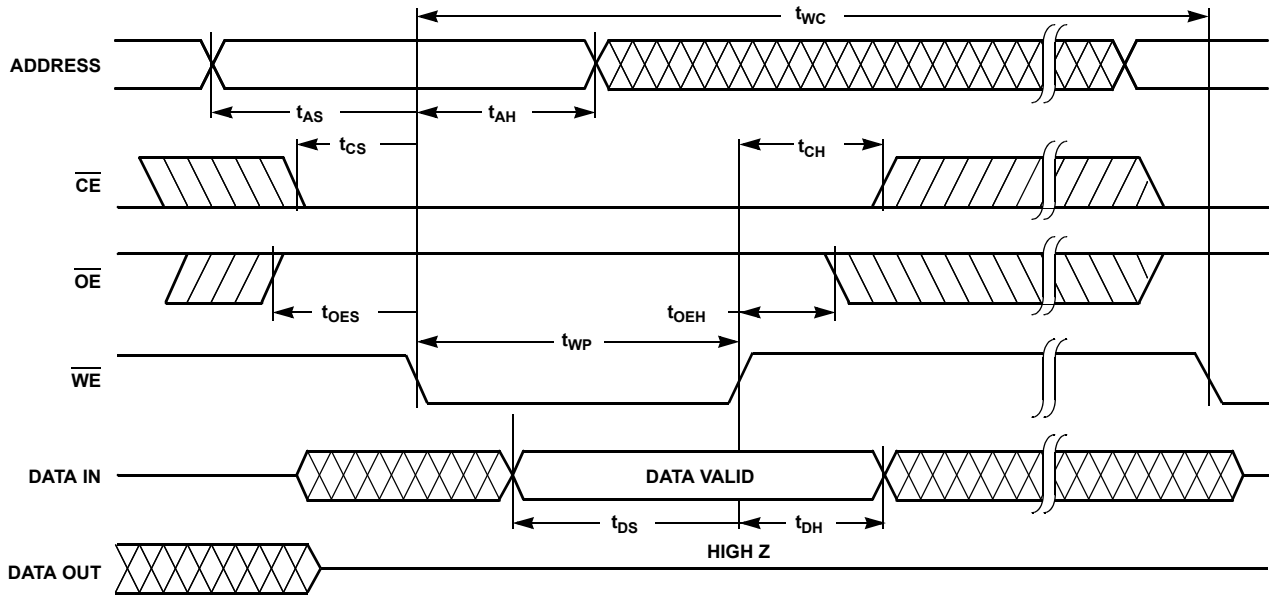 tWC
ADDRESS
tAS
tAH
tCS
tCH
CE
OE
tOES
tOEH
tWP
WE
DATA IN
DATA VALID
tDS
tDH
HIGH Z
DATA OUT